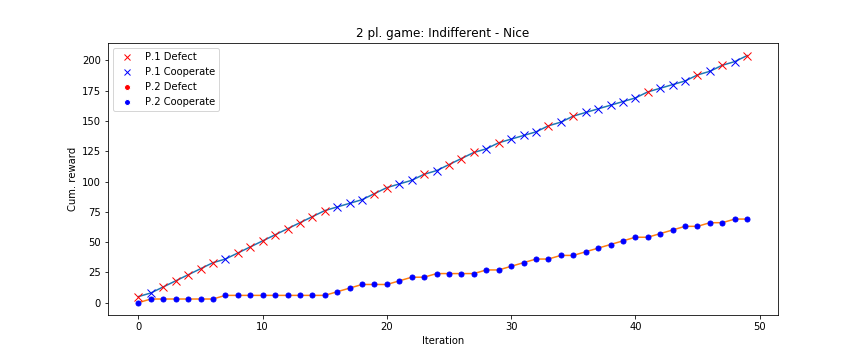 2 pl. game: Indifferent - Nice
P.1 Defect
P.1 Cooperate
P.2 Defect
P.2 Cooperate
Cum. reward
200
175
150
125
100
75
50
25
0
0 10 20 30 40 50
Iteration